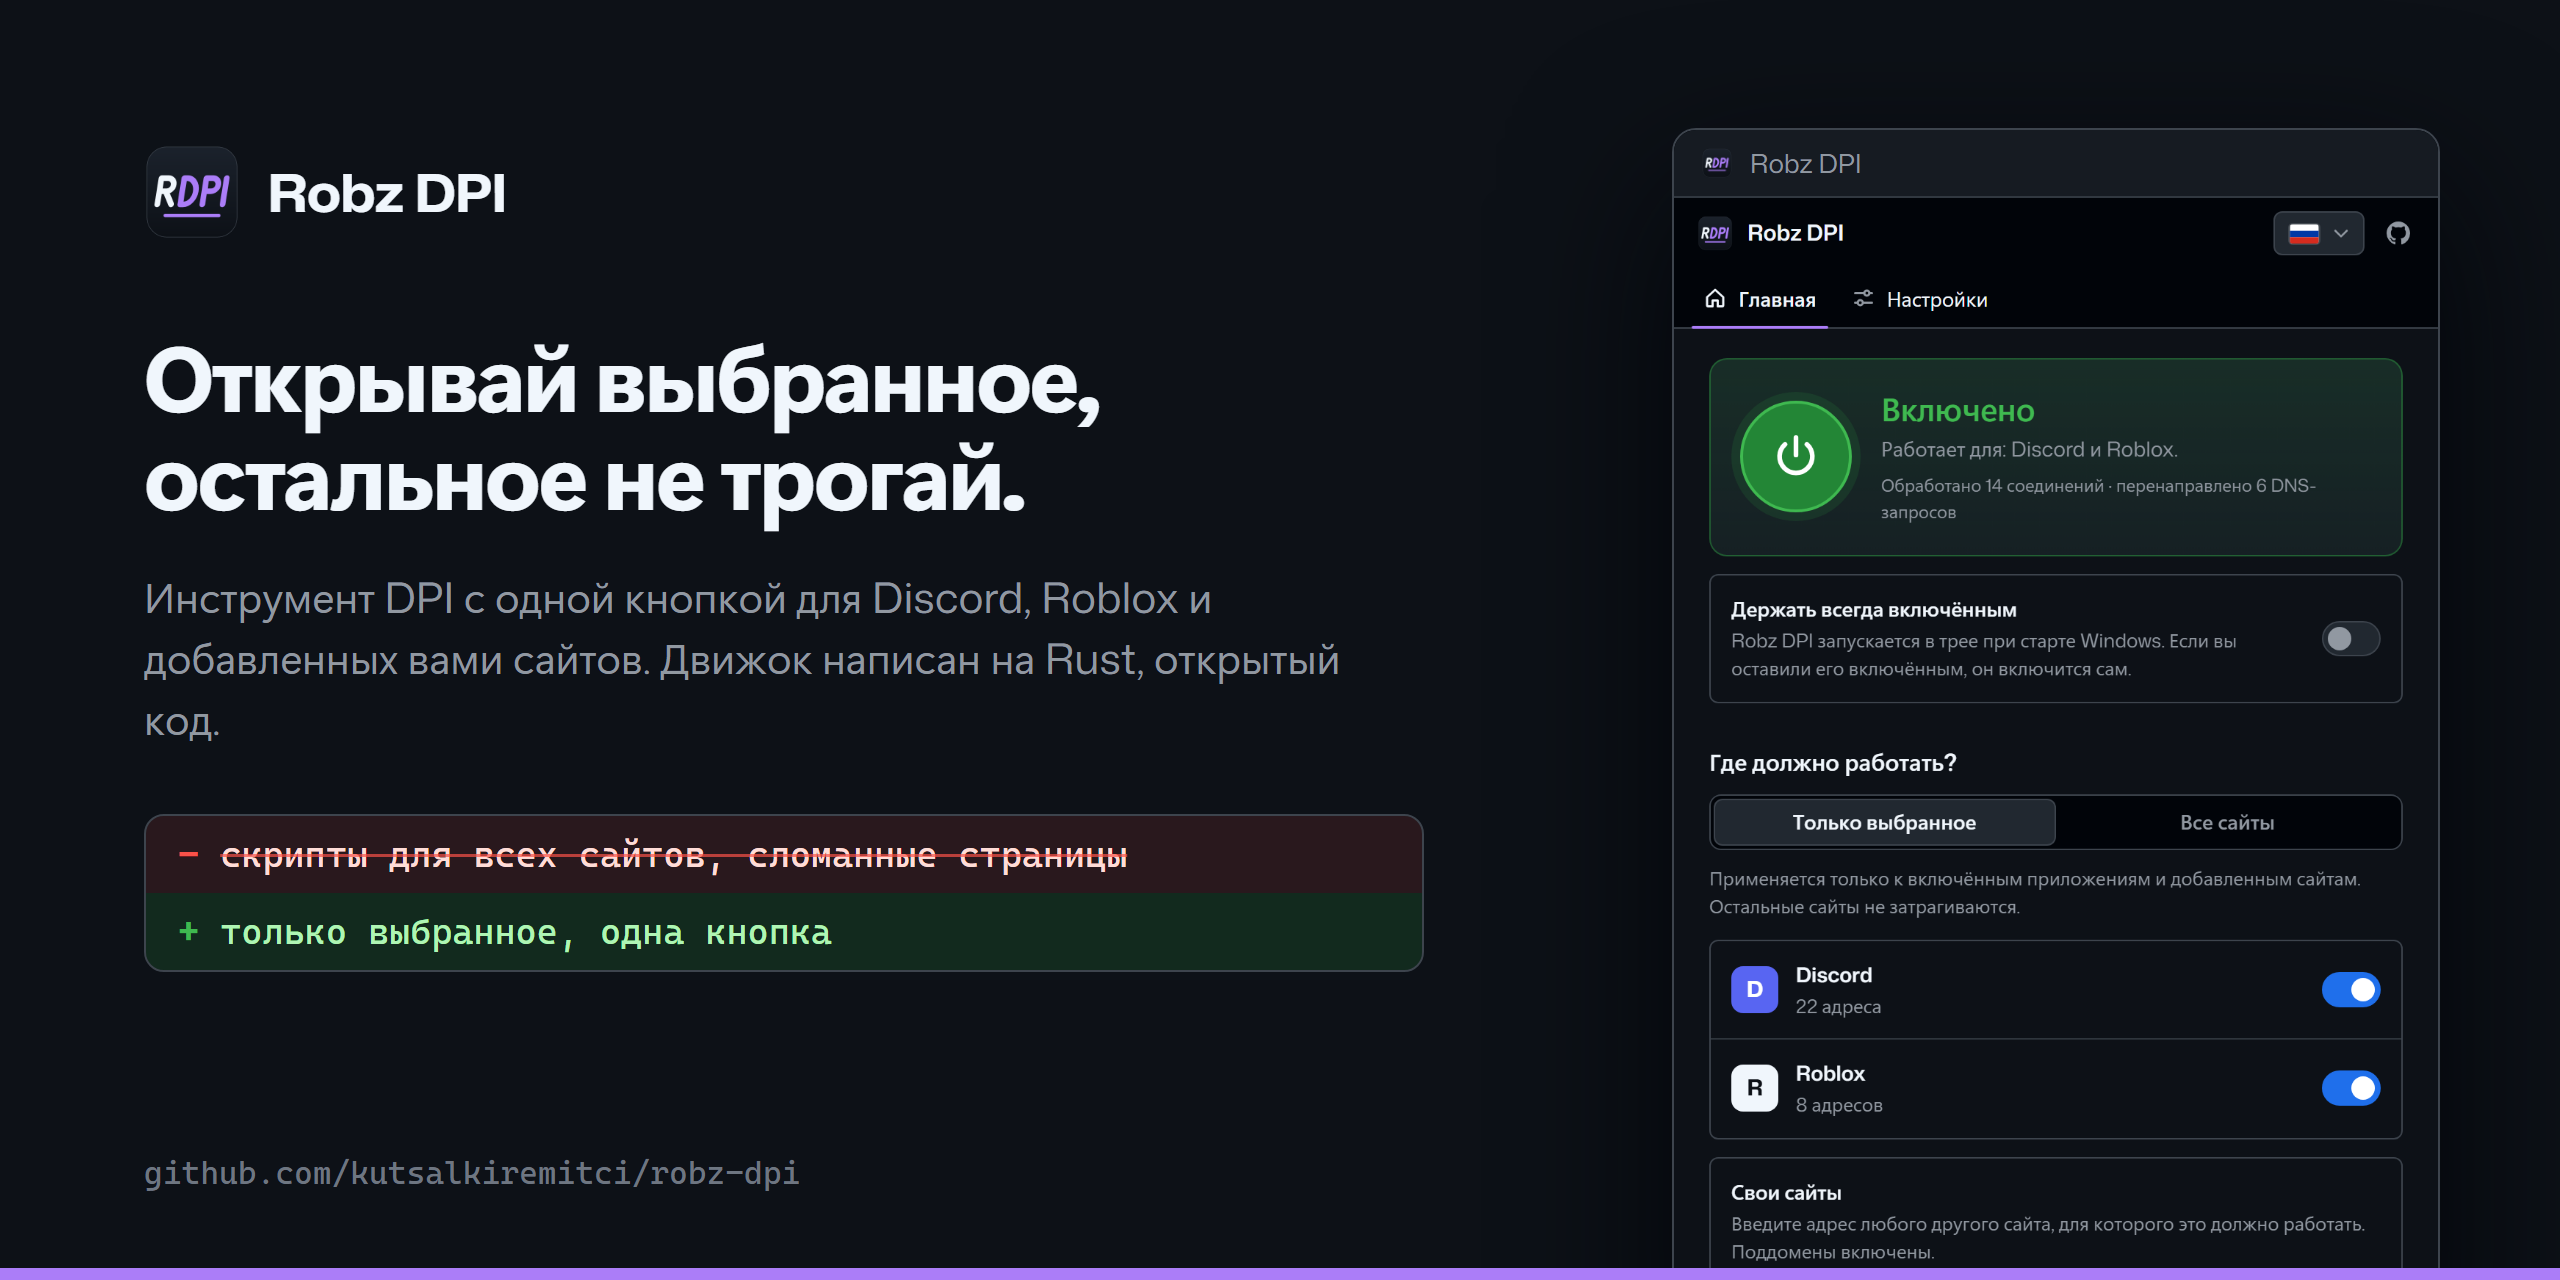 RDPI Robz DPI
Открывай выбранное,
остальное не трогай.
Инструмент DPI с одной кнопкой для Discord, Roblox и
добавленных вами сайтов. Движок написан на Rust, открытый
код.
- скрипты для всех сайтов, сломанные страницы
+ только выбранное, одна кнопка
github.com/kutsalkiremitci/robz-dpi
RDPI Robz DPI
RDPI Robz DPI
Главная Настройки
Включено
Работает для: Discord и Roblox.
Обработано 14 соединений · перенаправлено 6 DNS-
запросов
Держать всегда включённым
Robz DPI запускается в трее при старте Windows. Если вы
оставили его включённым, он включится сам.
Где должно работать?
Только выбранное Все сайты
Применяется только к включённым приложениям и добавленным сайтам.
Остальные сайты не затрагиваются.
D Discord
22 адреса
R Roblox
8 адресов
Свои сайты
Введите адрес любого другого сайта, для которого это должно работать.
Поддомены включены.